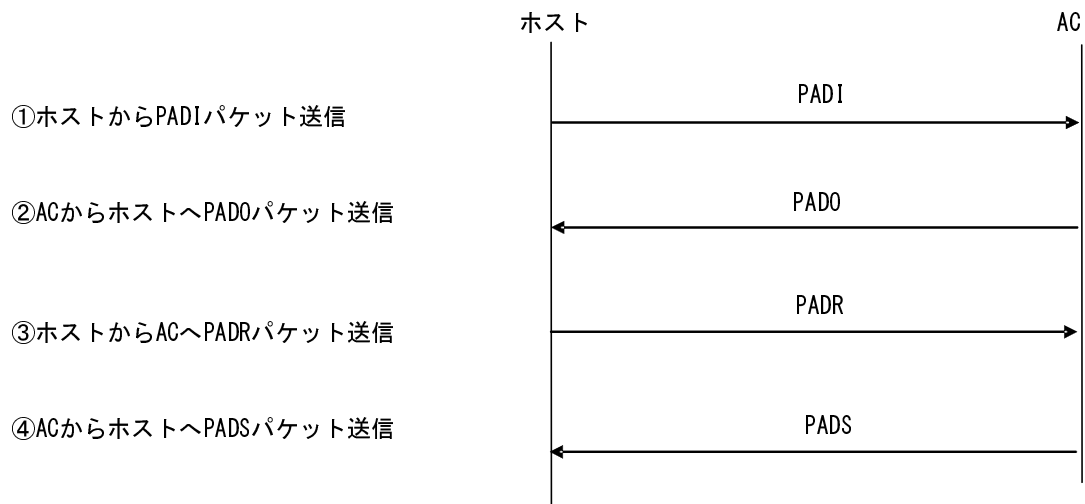 ホスト AC
PADI
①ホストからPADIパケット送信
PADO
②ACからホストへPADOパケット送信
PADR
③ホストからACへPADRパケット送信
PADS
④ACからホストへPADSパケット送信